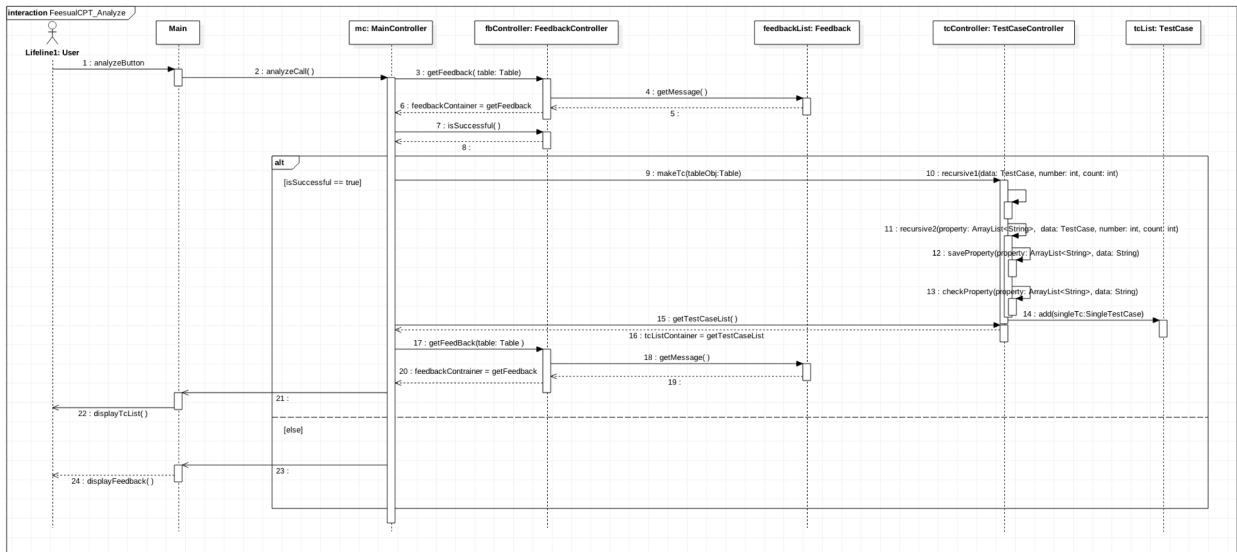 interaction FeesualCPT_Analyze
Lifeline1: User
Main
mc: MainController
fbController: FeedbackController
feedbackList: Feedback
tcController: TestCaseController
tcList: TestCase
1 : analyzeButton
2 : analyzeCall( )
3 : getFeedback( table: Table)
4 : getMessage( )
5 :
6 : feedbackContainer = getFeedback
7 : isSuccessful( )
8 :
alt
[isSuccessful == true]
9 : makeTc(tableObj:Table)
10 : recursive1(data: TestCase, number: int, count: int)
11 : recursive2(property: ArrayList<String>, data: TestCase, number: int, count: int)
12 : saveProperty(property: ArrayList<String>, data: String)
13 : checkProperty(property: ArrayList<String>, data: String)
14 : add(singleTc:SingleTestCase)
15 : getTestCaseList( )
16 : tcListContainer = getTestCaseList
17 : getFeedBack(table: Table )
18 : getMessage( )
19 :
20 : feedbackContrainer = getFeedback
21 :
22 : displayTcList( )
[else]
23 :
24 : displayFeedback( )